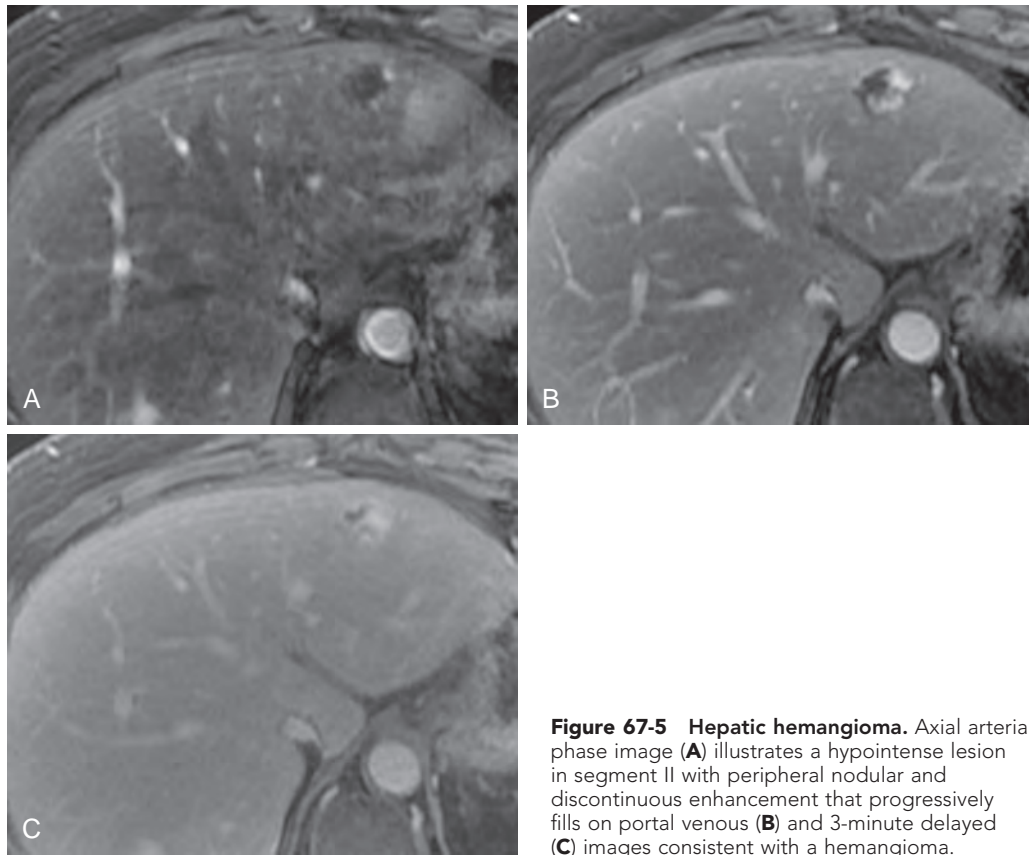 A
B
C
Figure 67-5 Hepatic hemangioma. Axial arteria
phase image (A) illustrates a hypointense lesion
in segment II with peripheral nodular and
discontinuous enhancement that progressively
fills on portal venous (B) and 3-minute delayed
(C) images consistent with a hemangioma.